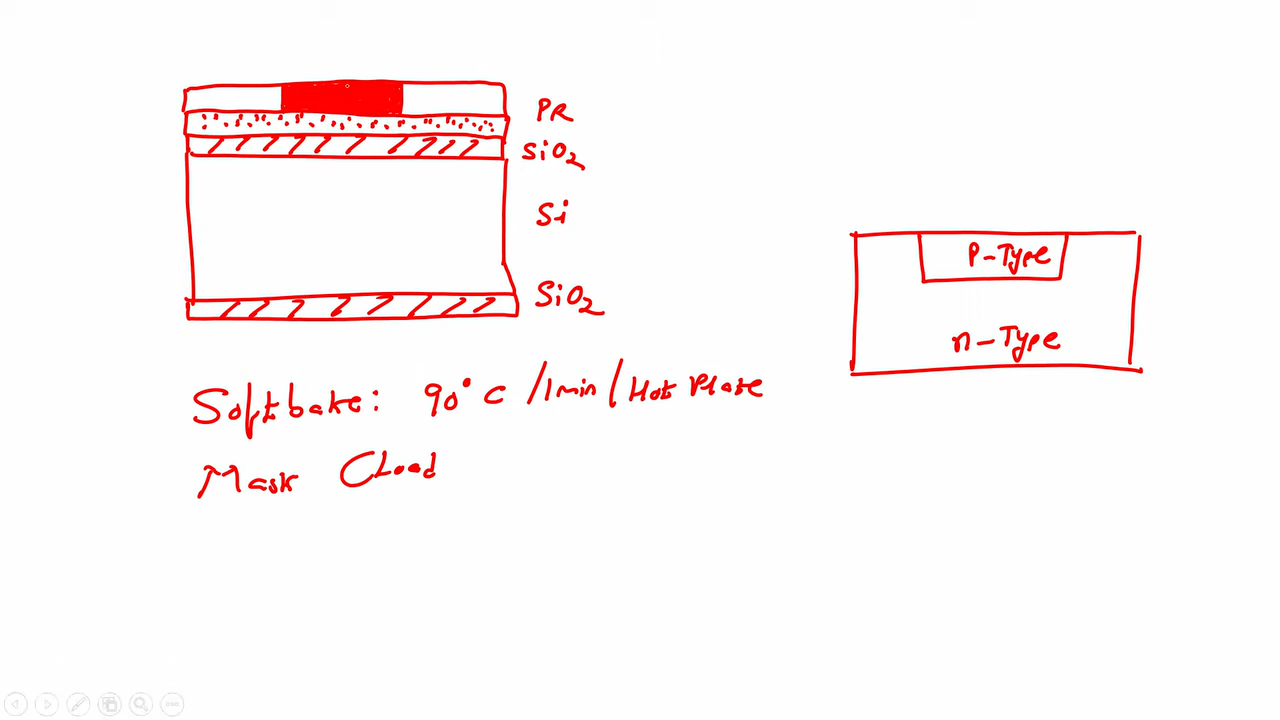 PR
SiO2
Si
SiO2
P-Type
n-Type
Softbake: 90°C /1min/Hot Plate
Mask CLoad